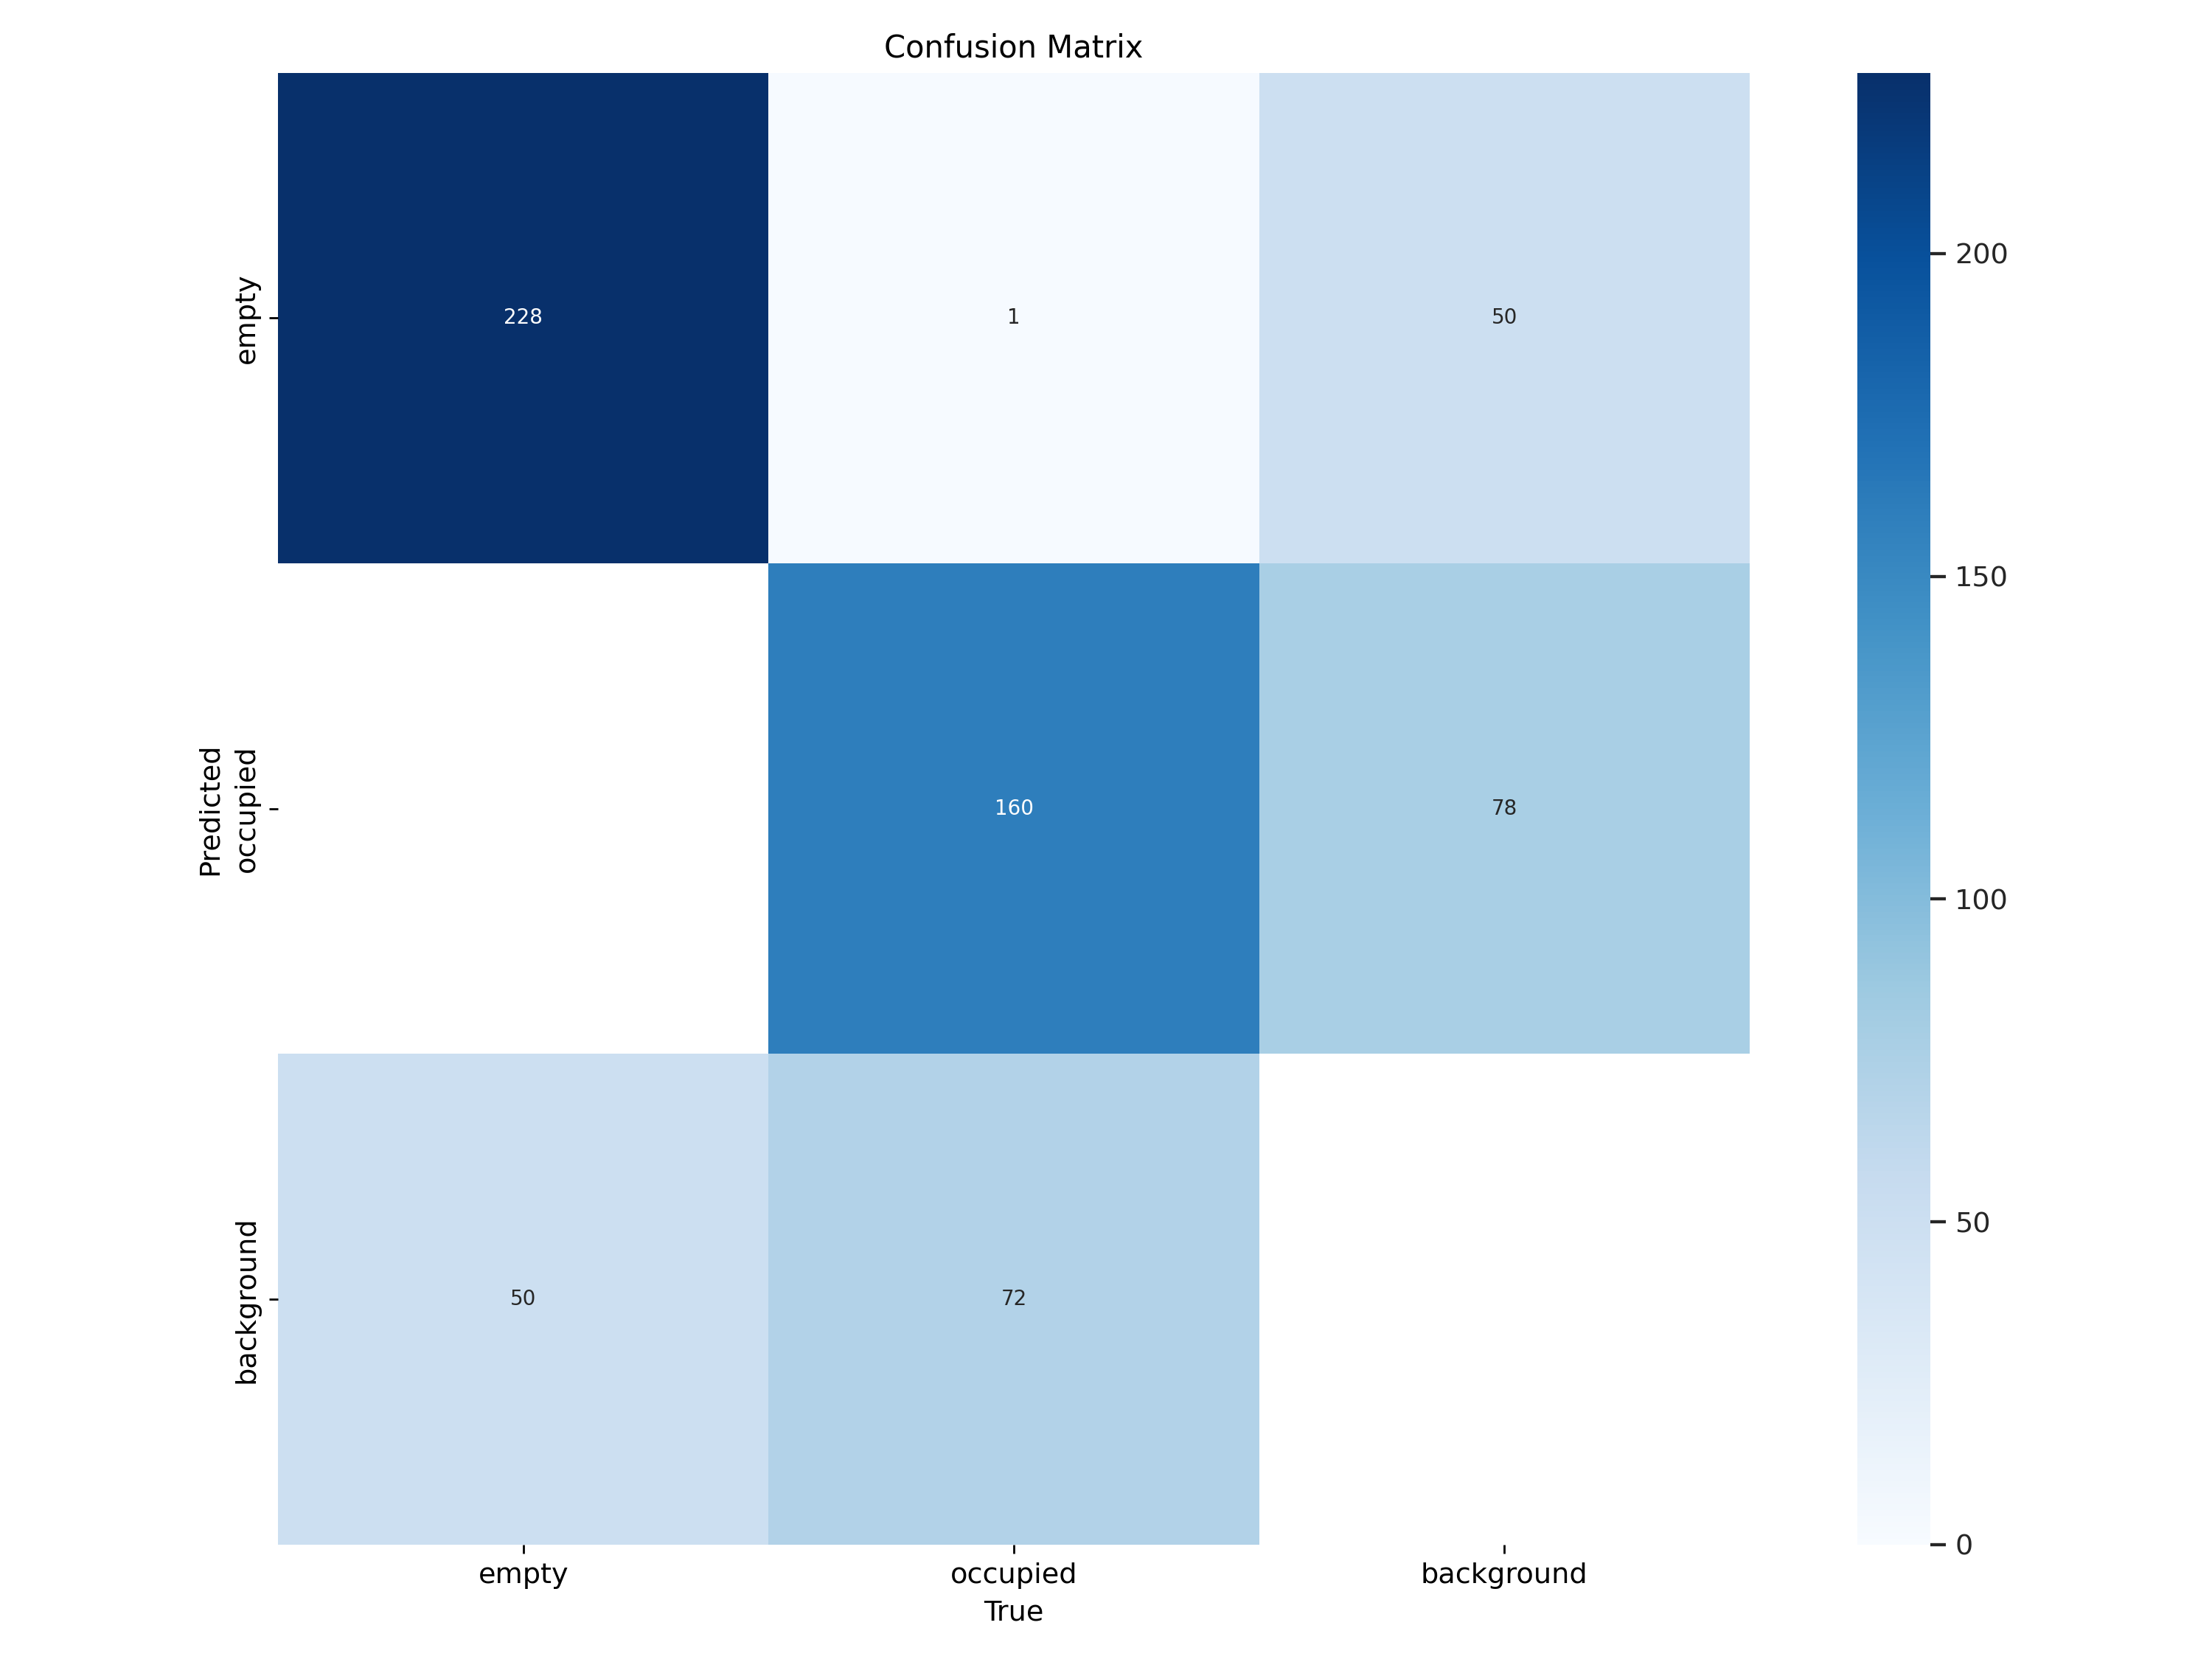 Confusion Matrix
empty
228
1
50
200
150
Predicted
occupied
160
78
100
background
50
72
50
0
empty
occupied
background
True